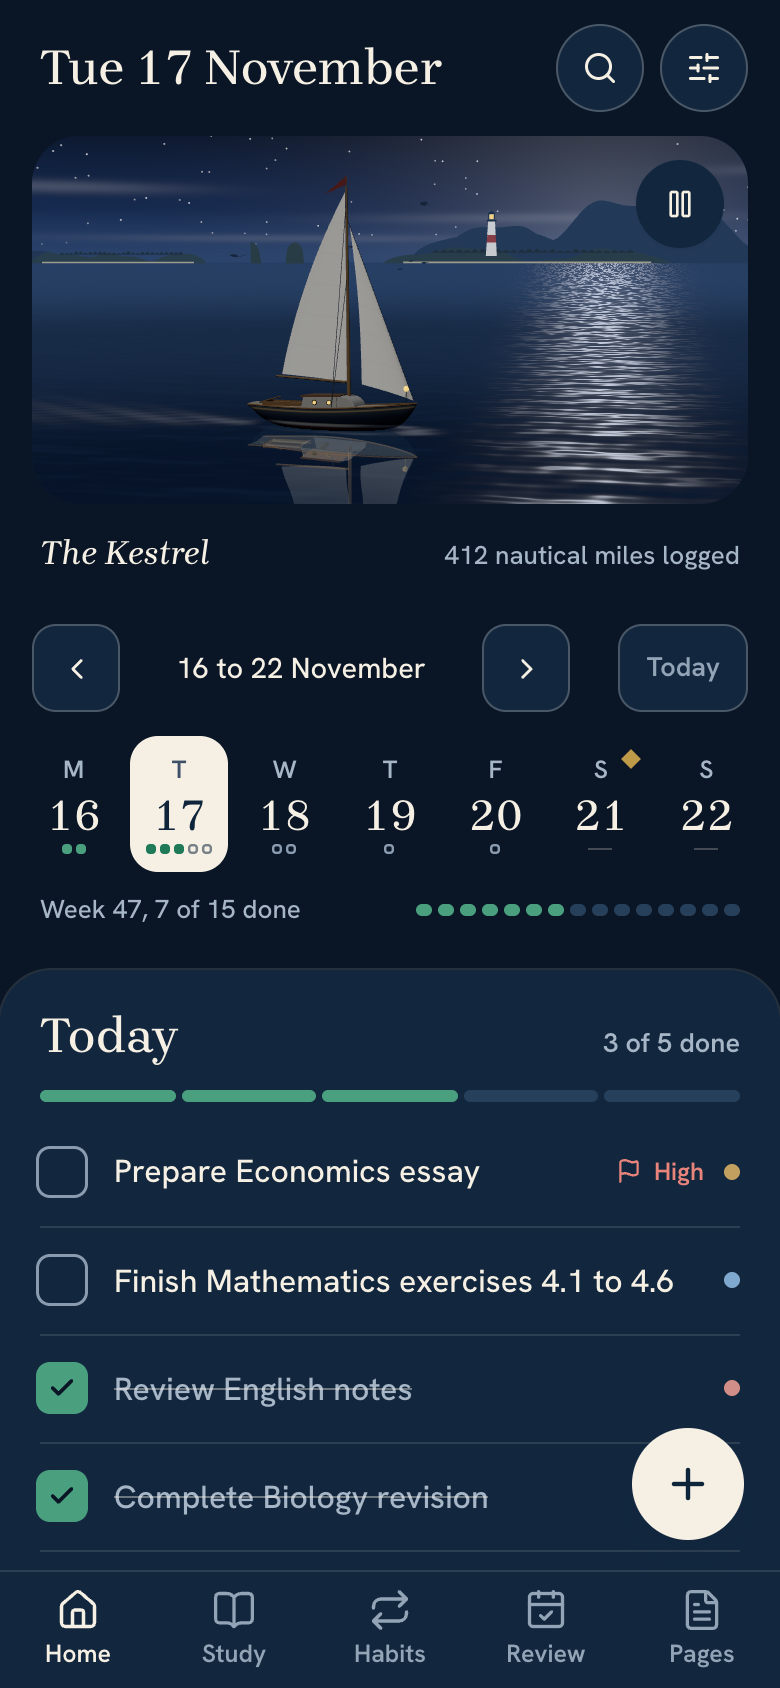 Tue 17 November
The Kestrel
412 nautical miles logged
16 to 22 November
Today
M T W T F S S
16 17 18 19 20 21 22
Week 47, 7 of 15 done
Today
3 of 5 done
Prepare Economics essay
High
Finish Mathematics exercises 4.1 to 4.6
Review English notes
Complete Biology revision
Home Study Habits Review Pages